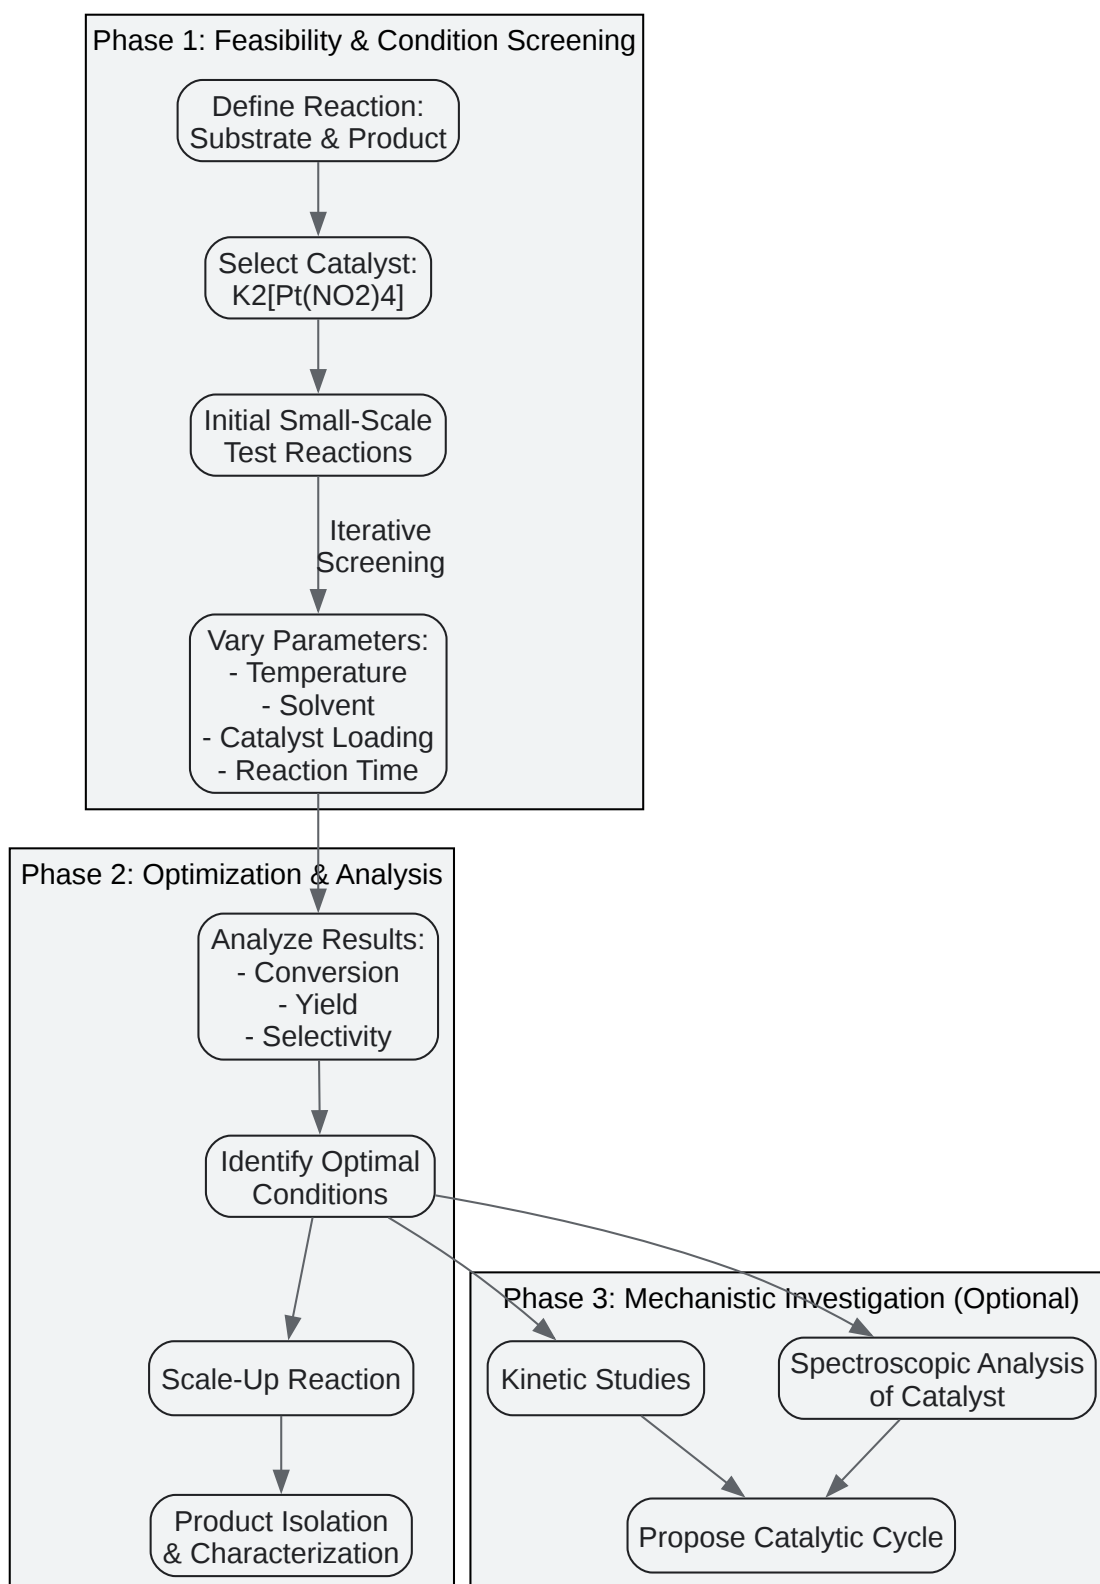 Phase 1: Feasibility & Condition Screening
Define Reaction:
Substrate & Product
Select Catalyst:
K2[Pt(NO2)4]
Initial Small-Scale
Test Reactions
Iterative
Screening
Vary Parameters:
- Temperature
- Solvent
- Catalyst Loading
- Reaction Time
Phase 2: Optimization & Analysis
Analyze Results:
- Conversion
- Yield
- Selectivity
Identify Optimal
Conditions
Scale-Up Reaction
Product Isolation
& Characterization
Phase 3: Mechanistic Investigation (Optional)
Kinetic Studies
Spectroscopic Analysis
of Catalyst
Propose Catalytic Cycle